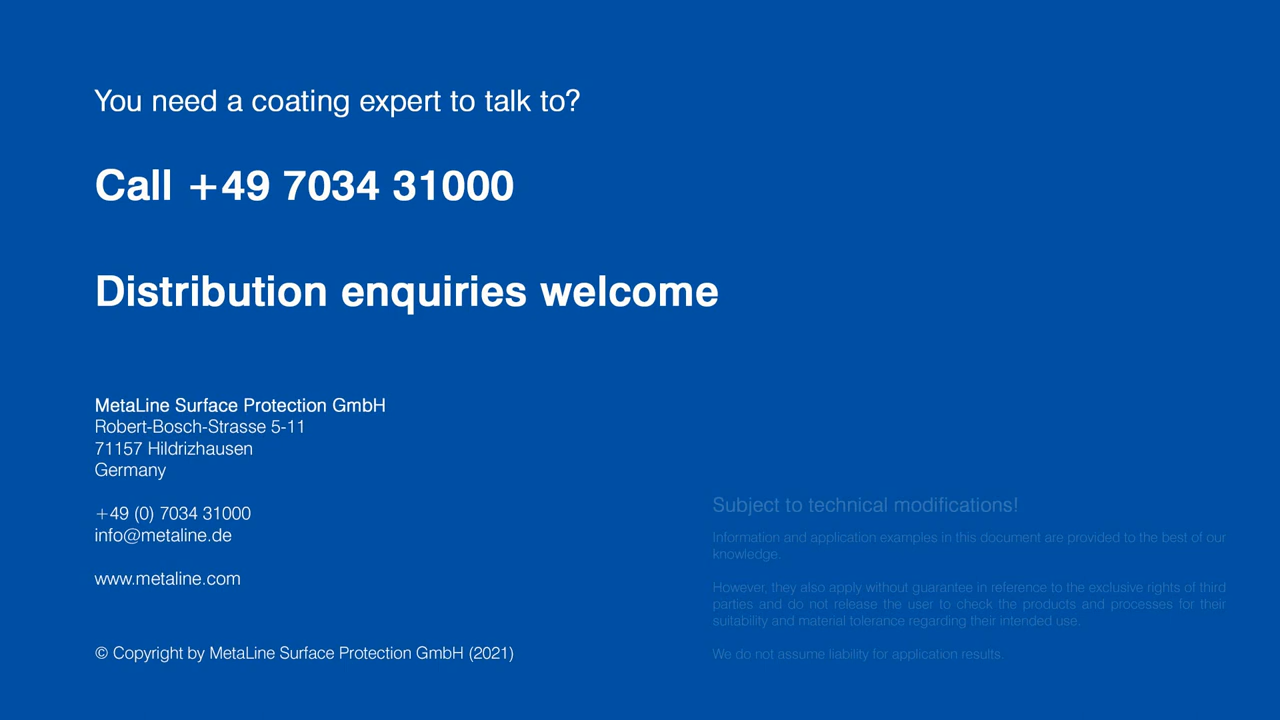 You need a coating expert to talk to?
Call +49 7034 31000
Distribution enquiries welcome
MetaLine Surface Protection GmbH
Robert-Bosch-Strasse 5-11
71157 Hildrizhausen
Germany
+49 (0) 7034 31000
info@metaline.de
www.metaline.com
© Copyright by MetaLine Surface Protection GmbH (2021)
Subject to technical modifications!
Information and application examples in this document are provided to the best of our
knowledge.
However, they also apply without guarantee in reference to the exclusive rights of third
parties and do not release the user to check the products and processes for their
suitability and material tolerance regarding their intended use.
We do not assume liability for application results.